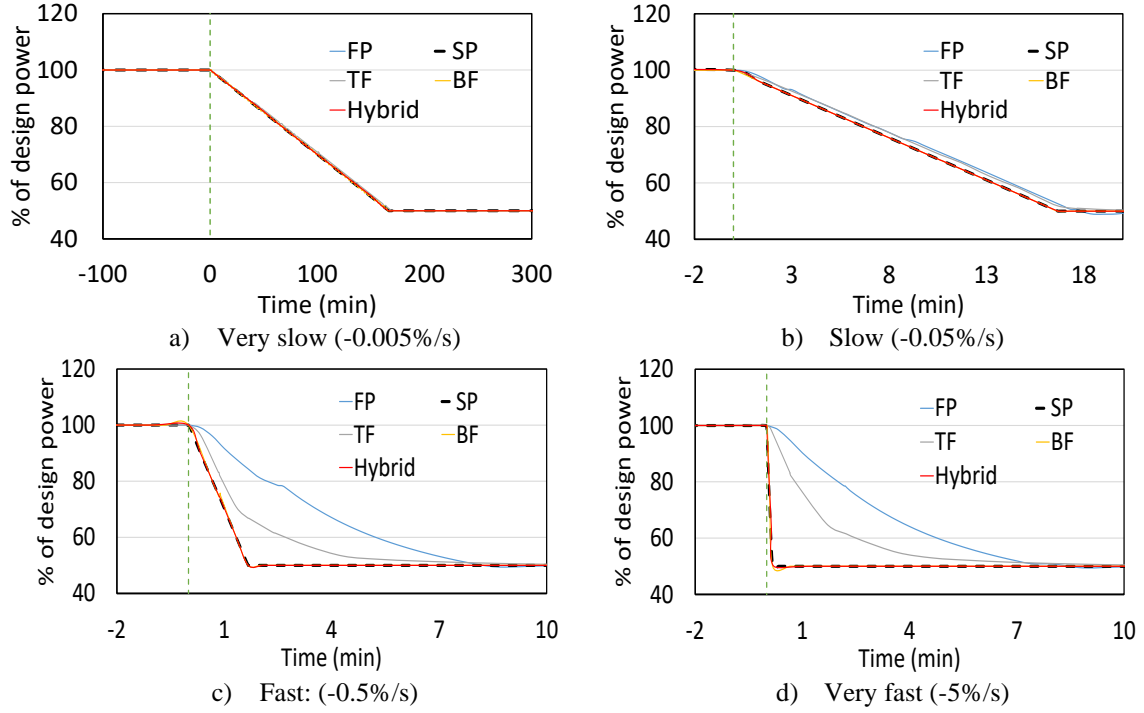 120
100
80
60
40
% of design power
FP SP
TF BF
Hybrid
-100 0 100 200 300
Time (min)
a) Very slow (-0.005%/s)
120
100
80
60
40
% of design power
FP SP
TF BF
Hybrid
-2 3 8 13 18
Time (min)
b) Slow (-0.05%/s)
120
100
80
60
40
% of design power
FP SP
TF BF
Hybrid
-2 1 4 7 10
Time (min)
c) Fast: (-0.5%/s)
120
100
80
60
40
% of design power
FP SP
TF BF
Hybrid
-2 1 4 7 10
Time (min)
d) Very fast (-5%/s)